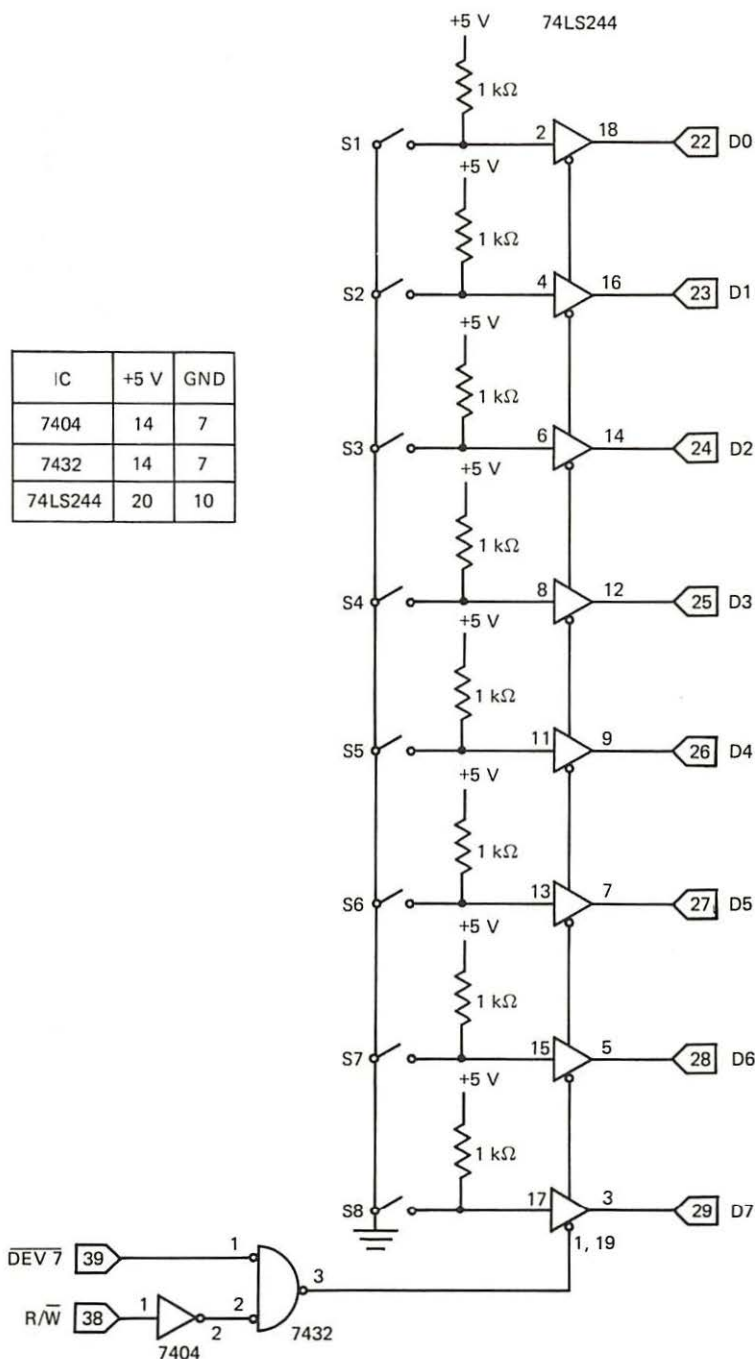 +5 V 74LS244
1 kΩ
S1 2 18 22 D0
+5 V
1 kΩ
S2 4 16 23 D1
+5 V
IC +5 V GND
1 kΩ
7404 14 7
S3 6 14 24 D2
7432 14 7
+5 V
74LS244 20 10
1 kΩ
S4 8 12 25 D3
+5 V
1 kΩ
S5 11 9 26 D4
+5 V
1 kΩ
S6 13 7 27 D5
+5 V
1 kΩ
S7 15 5 28 D6
+5 V
1 kΩ
S8 17 3 29 D7
1, 19
DEV 7 39 1
3
R/W 38 1 2 2
7432
7404